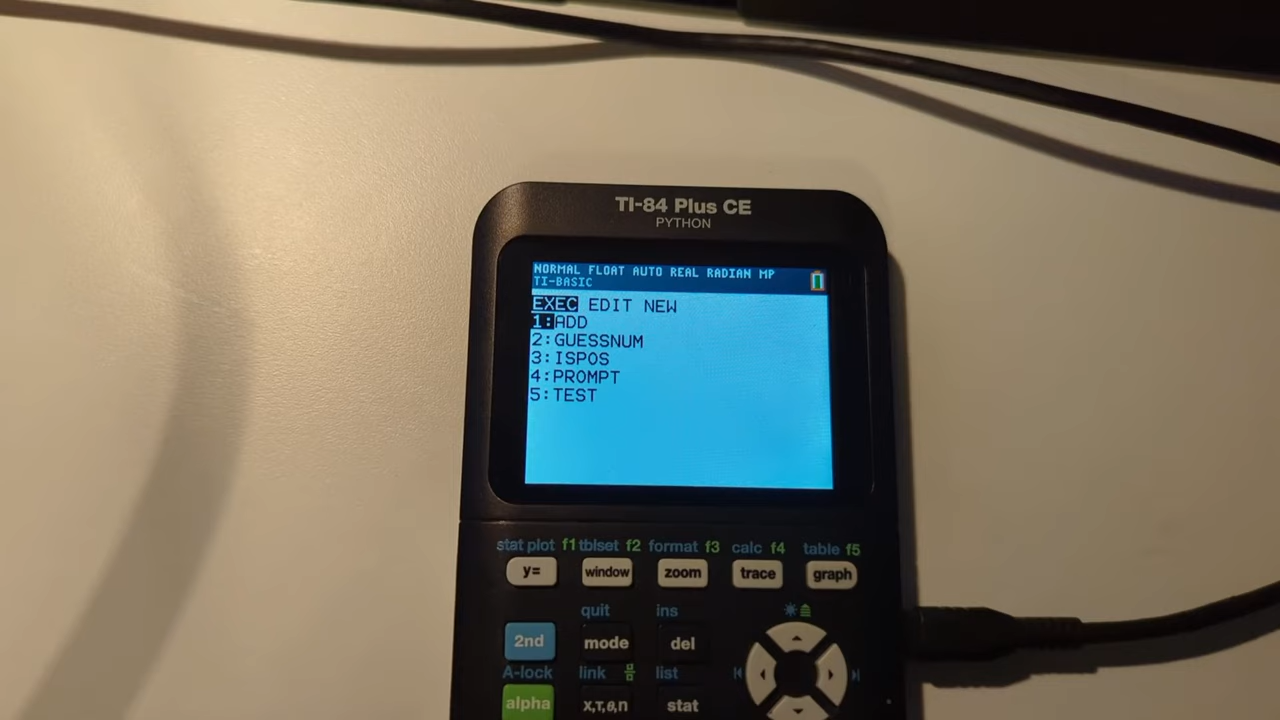 TI-84 Plus CE
PYTHON
NORMAL FLOAT AUTO REAL RADIAN MP
TI-BASIC
EXEC EDIT NEW
1:ADD
2:GUESSNUM
3:ISPOS
4:PROMPT
5:TEST
stat plot f1 tblset f2 format f3 calc f4 table f5
y= window zoom trace graph
quit ins
2nd mode del
A-lock link list
alpha X,T,θ,n stat